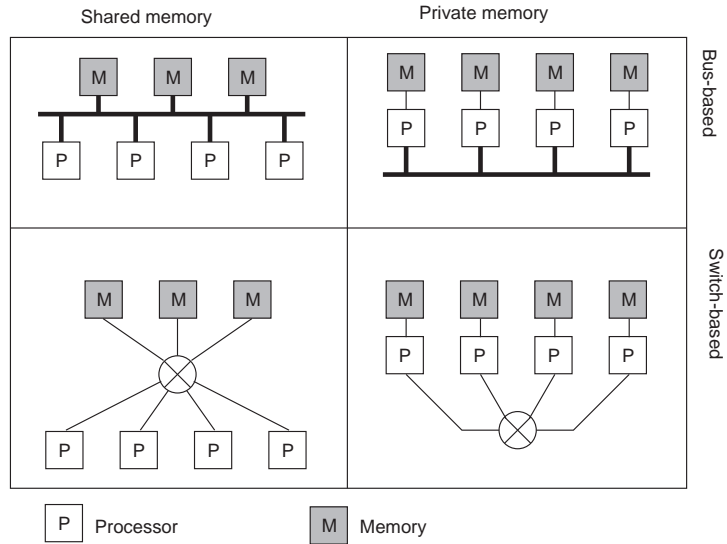 Shared memory
Private memory
M M M
P P P P
M M M M
P P P P
Bus-based
M M M
P P P P
M M M M
P P P P
Switch-based
P Processor
M Memory